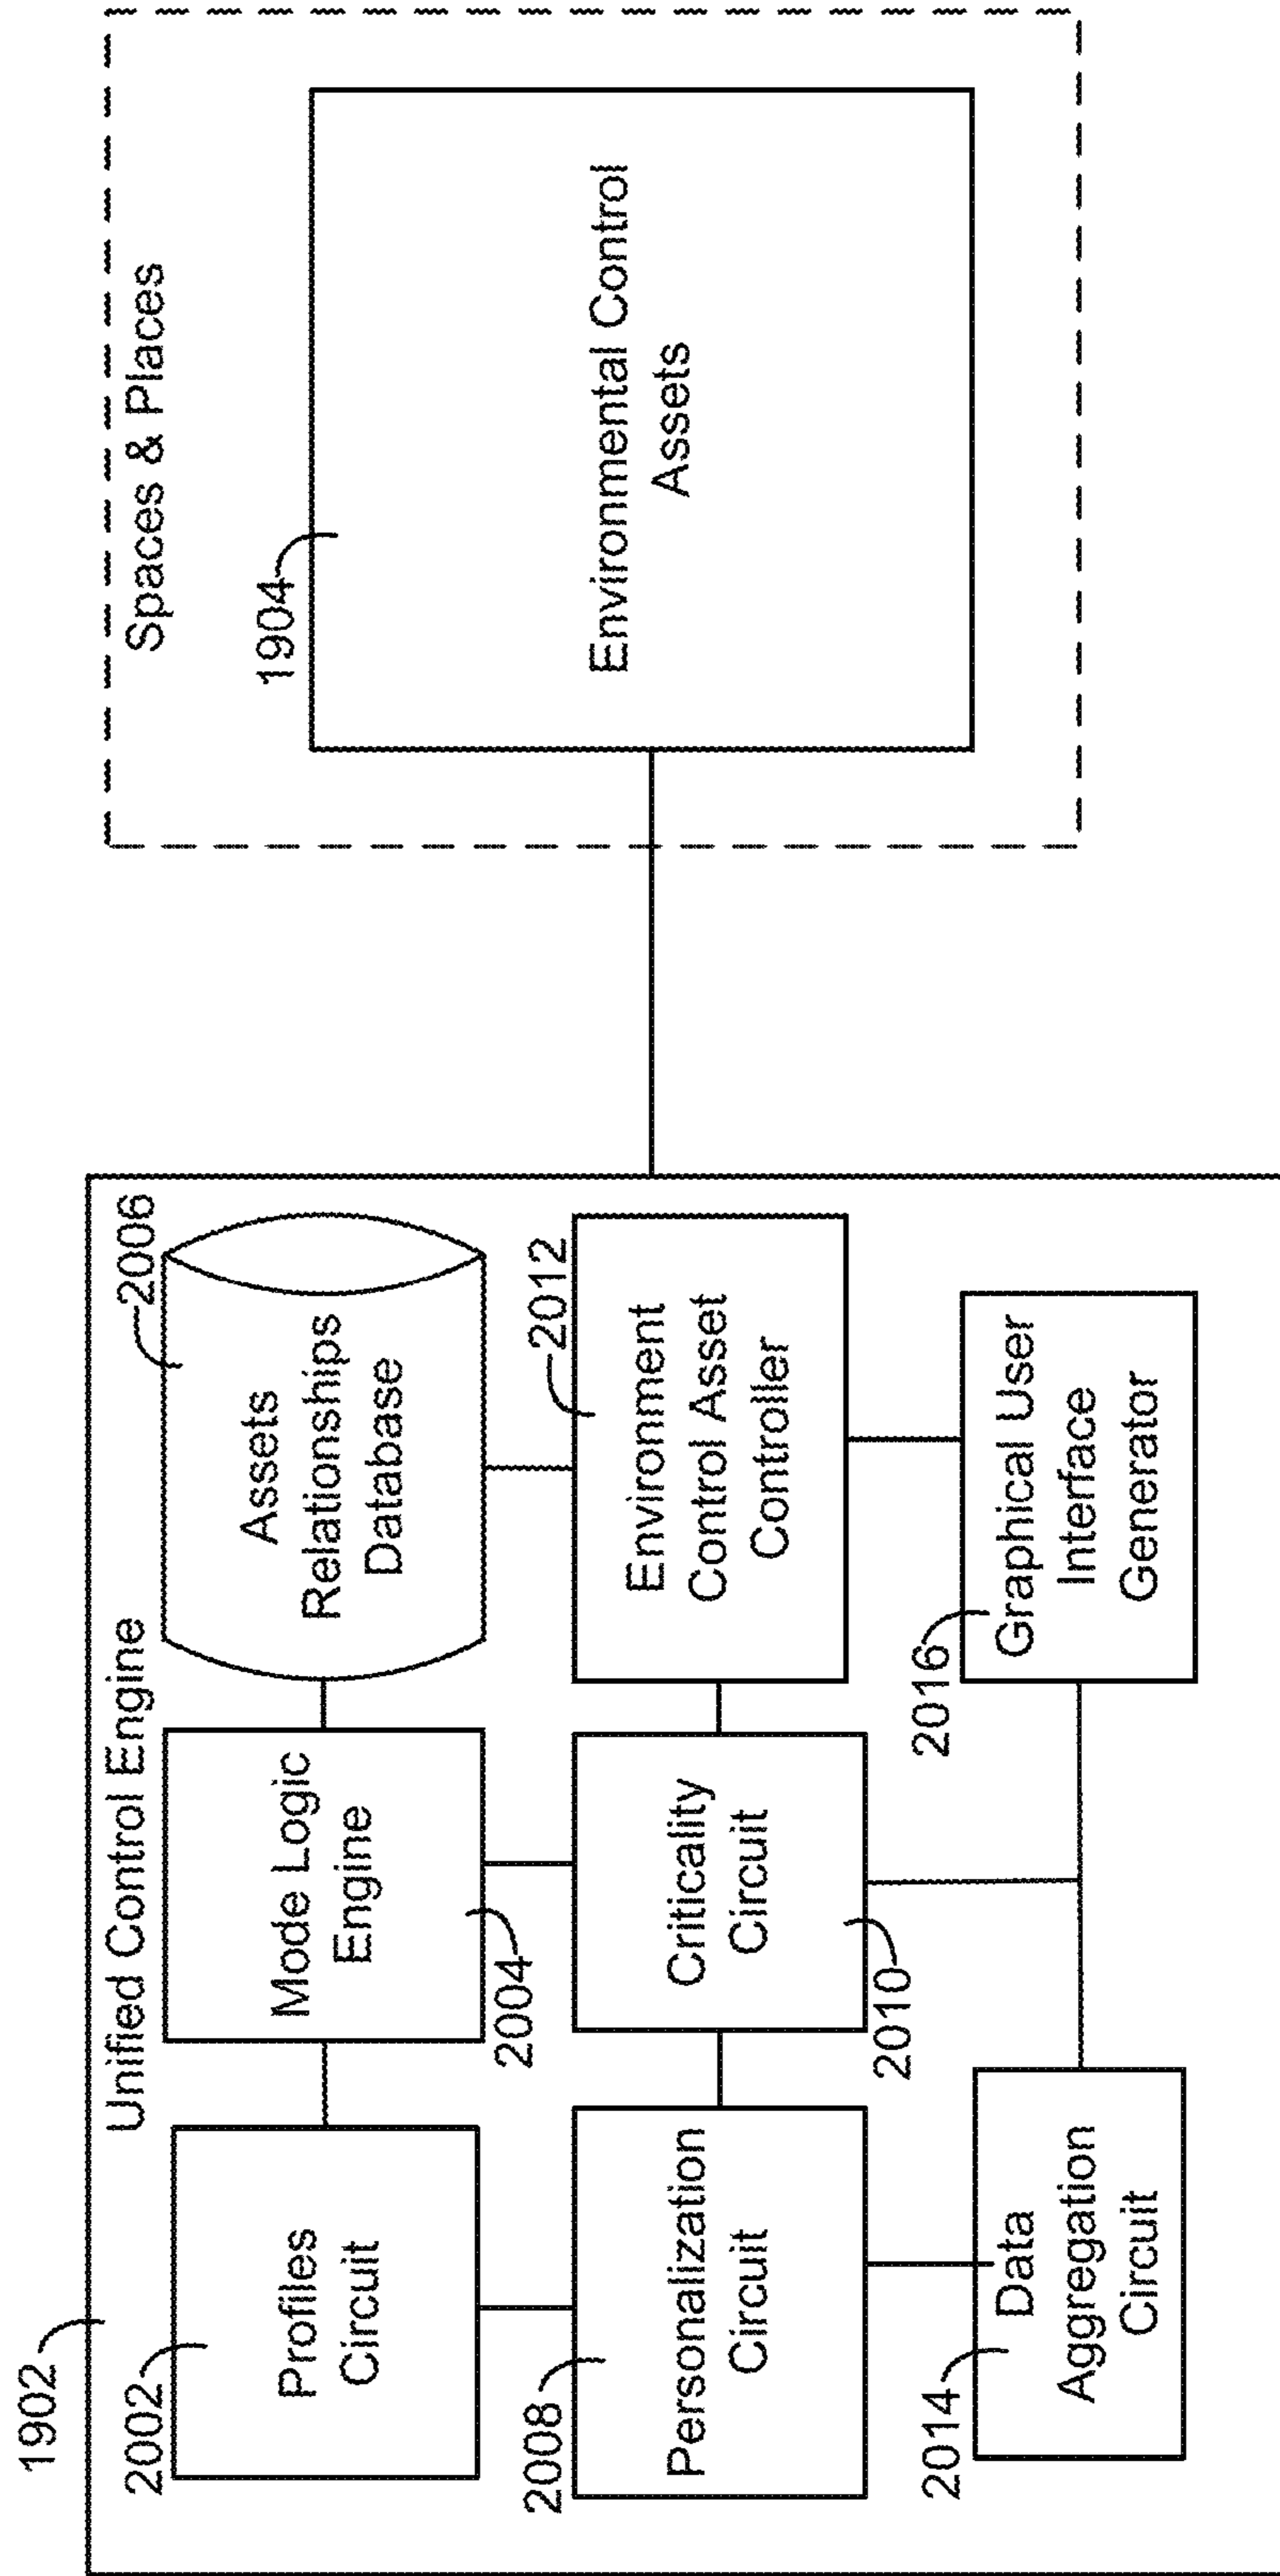 1902
Unified Control Engine
2002
Profiles
Circuit
Mode Logic
Engine
2004
Assets
Relationships
Database
2006
2008
Personalization
Circuit
Criticality
Circuit
2010
Environment
Control Asset
Controller
2012
2014
Data
Aggregation
Circuit
2016
Graphical User
Interface
Generator
Spaces & Places
1904
Environmental Control
Assets